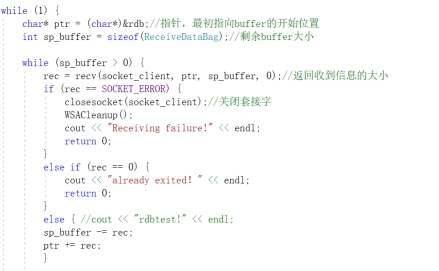 while (1) {
char* ptr = (char*)&rdb;//指针，最初指向buffer的开始位置
int sp_buffer = sizeof(ReceiveDataBag);//剩余buffer大小
while (sp_buffer > 0) {
rec = recv(socket_client, ptr, sp_buffer, 0);//返回收到信息的大小
if (rec == SOCKET_ERROR) {
closesocket(socket_client);//关闭套接字
WSACleanup();
cout << "Receiving failure!" << endl;
return 0;
}
else if (rec == 0) {
cout << "already exited! " << endl;
return 0;
}
else { //cout << "rdbtest!" << endl;
sp_buffer -= rec;
ptr += rec;
}